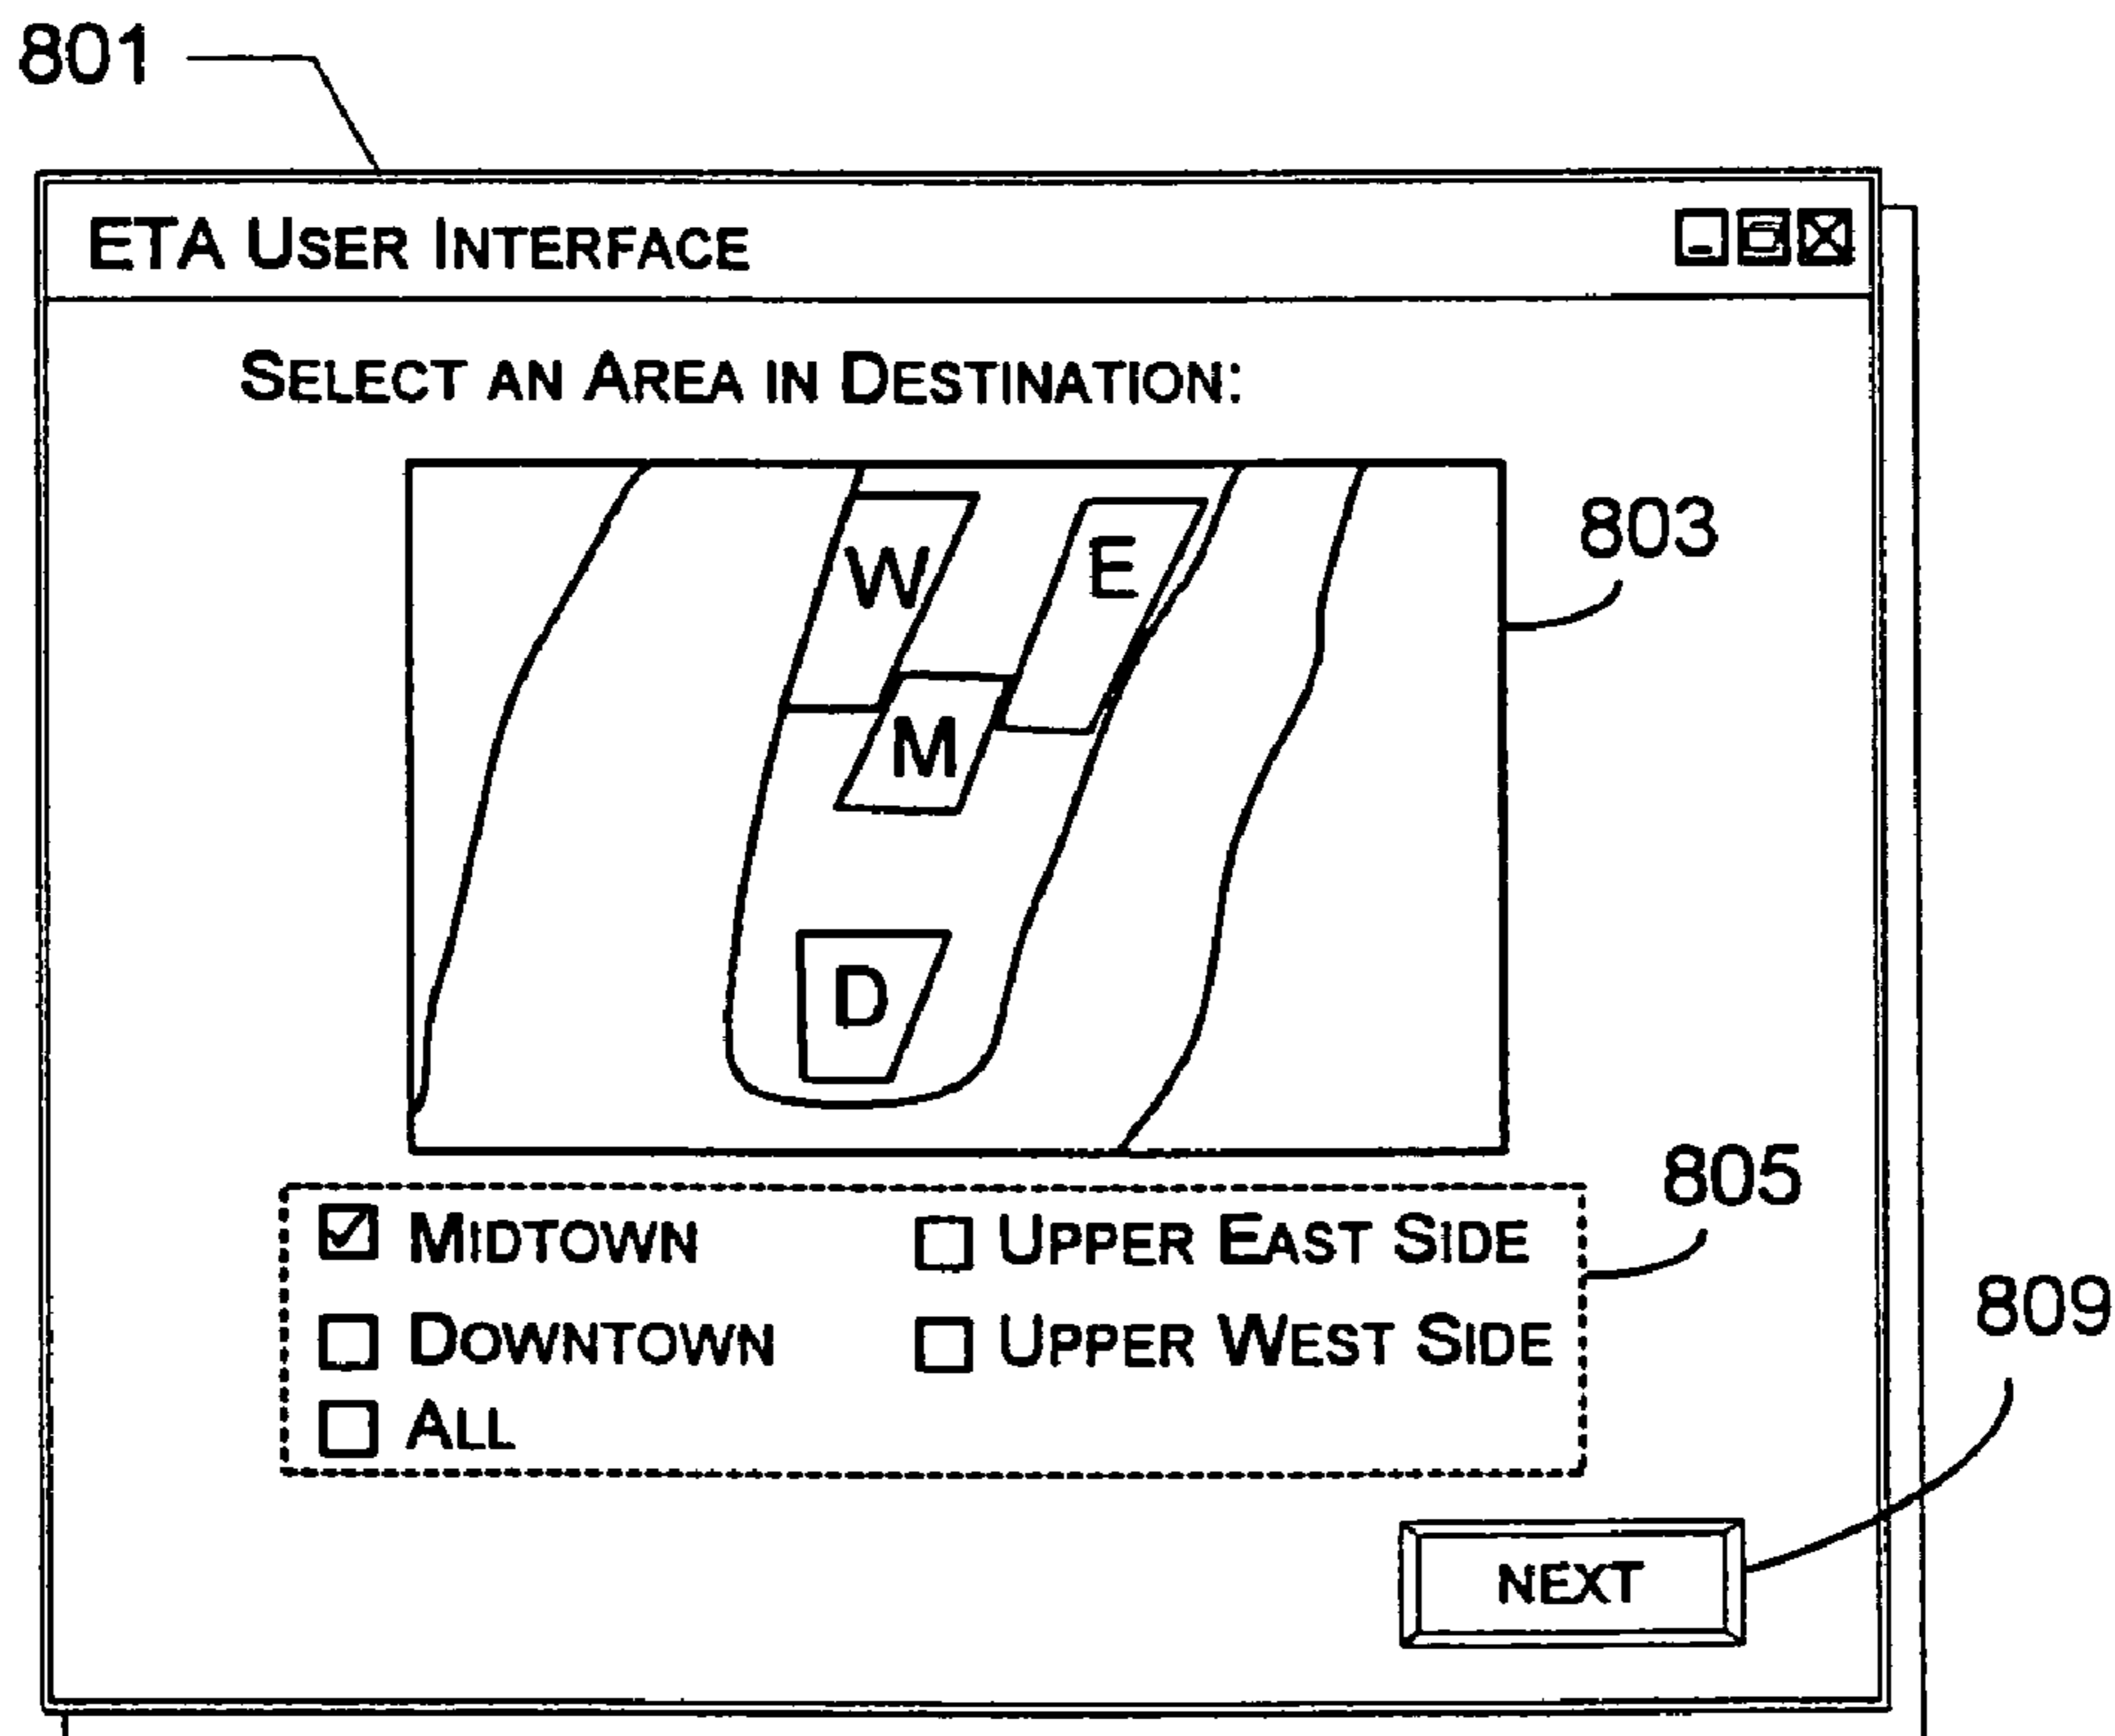 801
ETA USER INTERFACE
SELECT AN AREA IN DESTINATION:
803
W E
M
D
805
MIDTOWN UPPER EAST SIDE
809
DOWNTOWN UPPER WEST SIDE
ALL
NEXT